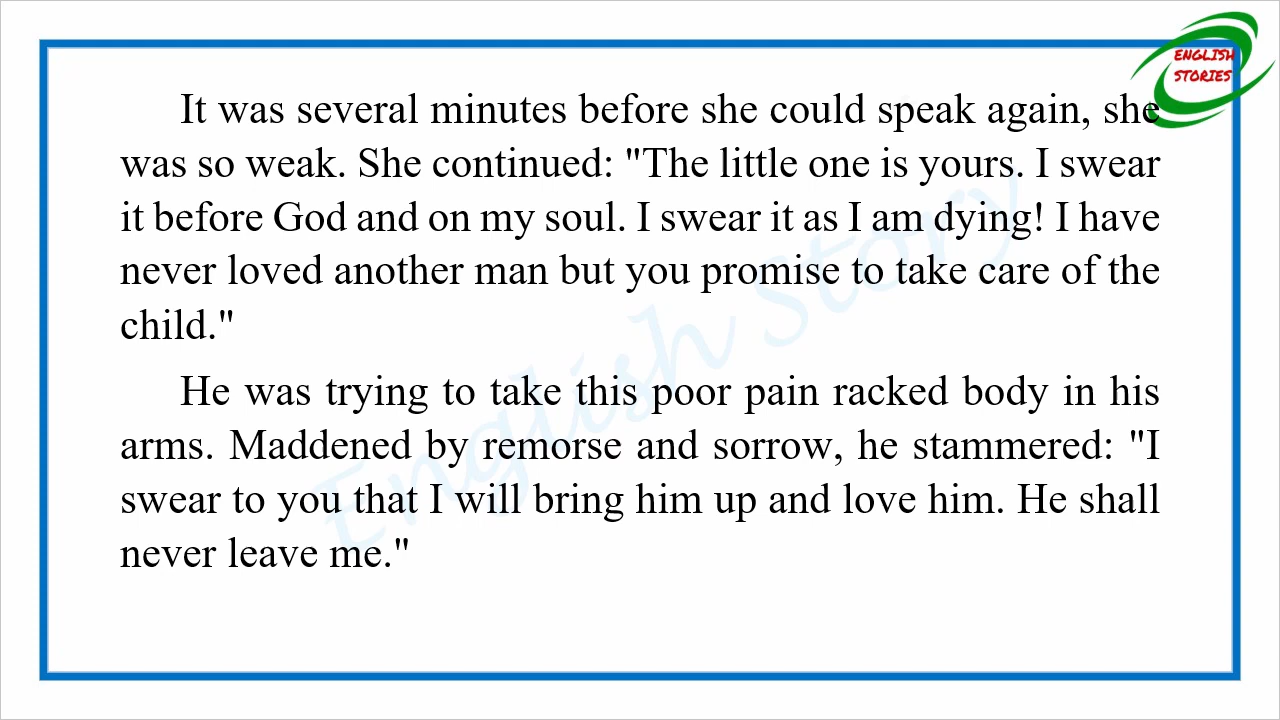 ENGLISH
STORIES
It was several minutes before she could speak again, she
was so weak. She continued: "The little one is yours. I swear
it before God and on my soul. I swear it as I am dying! I have
never loved another man but you promise to take care of the
child."
He was trying to take this poor pain racked body in his
arms. Maddened by remorse and sorrow, he stammered: "I
swear to you that I will bring him up and love him. He shall
never leave me."
English Story